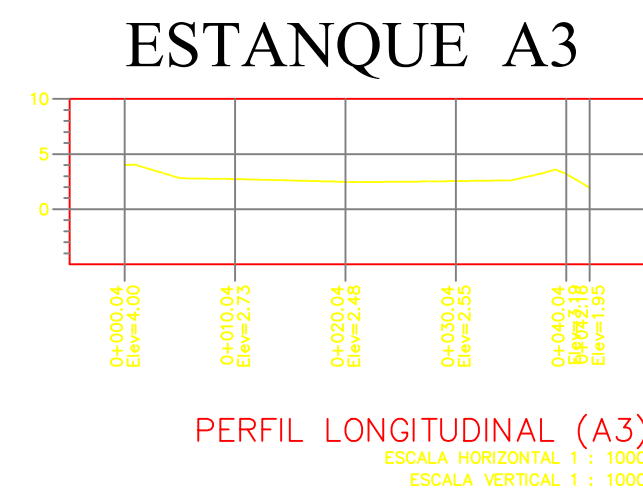 ESTANQUE A3
10
5
0
0+000.04
Elev=4.00
0+010.04
Elev=2.73
0+020.04
Elev=2.48
0+030.04
Elev=2.55
0+040.04
Elev=1.95
PERFIL LONGITUDINAL (A3)
ESCALA HORIZONTAL 1 : 1000
ESCALA VERTICAL 1 : 1000